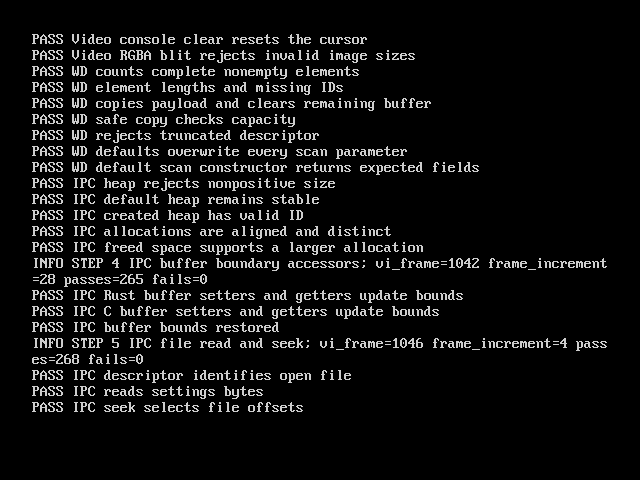 PASS Video console clear resets the cursor
PASS Video RGBA blit rejects invalid image sizes
PASS WD counts complete nonempty elements
PASS WD element lengths and missing IDs
PASS WD copies payload and clears remaining buffer
PASS WD safe copy checks capacity
PASS WD rejects truncated descriptor
PASS WD defaults overwrite every scan parameter
PASS WD default scan constructor returns expected fields
PASS IPC heap rejects nonpositive size
PASS IPC default heap remains stable
PASS IPC created heap has valid ID
PASS IPC allocations are aligned and distinct
PASS IPC freed space supports a larger allocation
INFO STEP 4 IPC buffer boundary accessors; vi_frame=1042 frame_increment
=28 passes=265 fails=0
PASS IPC Rust buffer setters and getters update bounds
PASS IPC C buffer setters and getters update bounds
PASS IPC buffer bounds restored
INFO STEP 5 IPC file read and seek; vi_frame=1046 frame_increment=4 pass
es=268 fails=0
PASS IPC descriptor identifies open file
PASS IPC reads settings bytes
PASS IPC seek selects file offsets